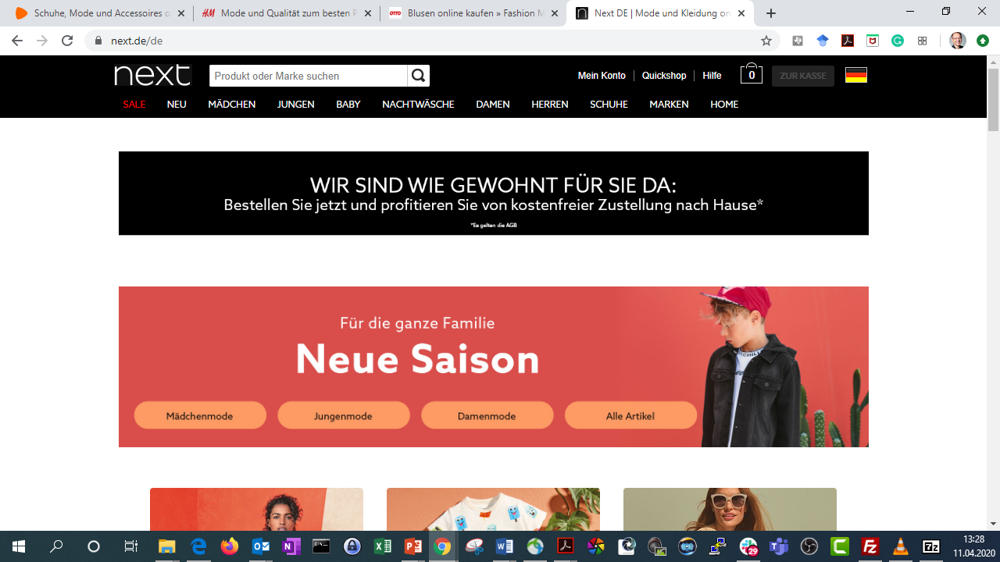 Schuhe, Mode und Accessoires o
Mode und Qualität zum besten P
OTTO
Blusen online kaufen » Fashion M
Next DE | Mode und Kleidung on
next.de/de
next
Produkt oder Marke suchen
Mein Konto
Quickshop
Hilfe
0
ZUR KASSE
SALE
NEU
MÄDCHEN
JUNGEN
BABY
NACHTWÄSCHE
DAMEN
HERREN
SCHUHE
MARKEN
HOME
WIR SIND WIE GEWOHNT FÜR SIE DA:
Bestellen Sie jetzt und profitieren Sie von kostenfreier Zustellung nach Hause*
*Es gelten die AGB
Für die ganze Familie
Neue Saison
Mädchenmode
Jungenmode
Damenmode
Alle Artikel
29
13:28
11.04.2020